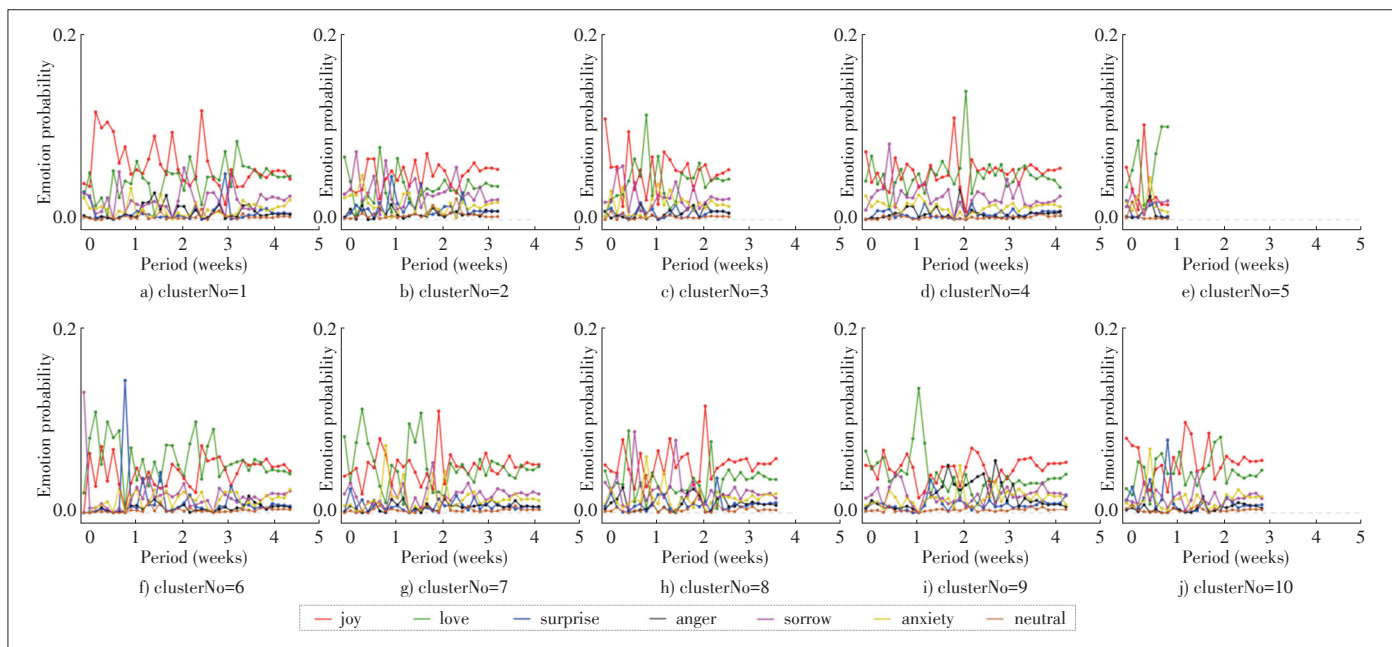 0.2 0.2 0.2 0.2 0.2
Emotion probability Emotion probability Emotion probability Emotion probability Emotion probability
0.0 0.0 0.0 0.0 0.0
0 1 2 3 4 5 0 1 2 3 4 5 0 1 2 3 4 5 0 1 2 3 4 5 0 1 2 3 4 5
Period (weeks) Period (weeks) Period (weeks) Period (weeks) Period (weeks)
a) clusterNo=1 b) clusterNo=2 c) clusterNo=3 d) clusterNo=4 e) clusterNo=5
0.2 0.2 0.2 0.2 0.2
Emotion probability Emotion probability Emotion probability Emotion probability Emotion probability
0.0 0.0 0.0 0.0 0.0
0 1 2 3 4 5 0 1 2 3 4 5 0 1 2 3 4 5 0 1 2 3 4 5 0 1 2 3 4 5
Period (weeks) Period (weeks) Period (weeks) Period (weeks) Period (weeks)
f) clusterNo=6 g) clusterNo=7 h) clusterNo=8 i) clusterNo=9 j) clusterNo=10
joy love surprise anger sorrow anxiety neutral